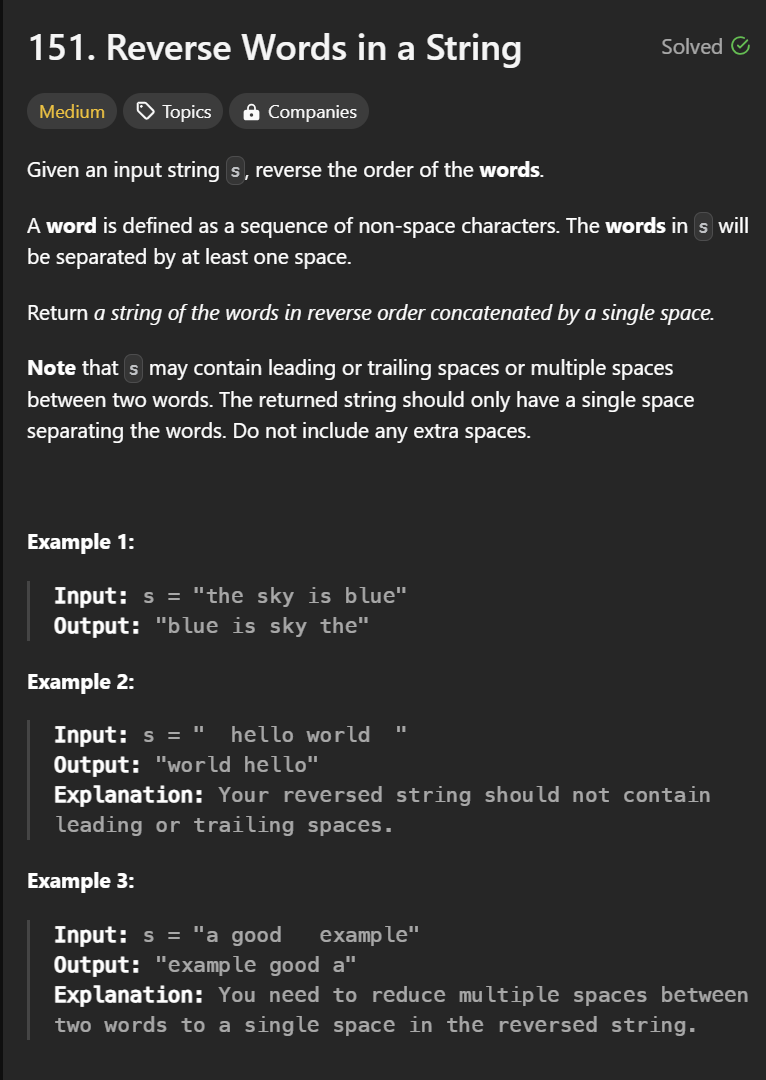 151. Reverse Words in a String
Solved
Medium
Topics
Companies
Given an input string s, reverse the order of the words.
A word is defined as a sequence of non-space characters. The words in s will
be separated by at least one space.
Return a string of the words in reverse order concatenated by a single space.
Note that s may contain leading or trailing spaces or multiple spaces
between two words. The returned string should only have a single space
separating the words. Do not include any extra spaces.
Example 1:
Input: s = "the sky is blue"
Output: "blue is sky the"
Example 2:
Input: s = "  hello world  "
Output: "world hello"
Explanation: Your reversed string should not contain
leading or trailing spaces.
Example 3:
Input: s = "a good   example"
Output: "example good a"
Explanation: You need to reduce multiple spaces between
two words to a single space in the reversed string.